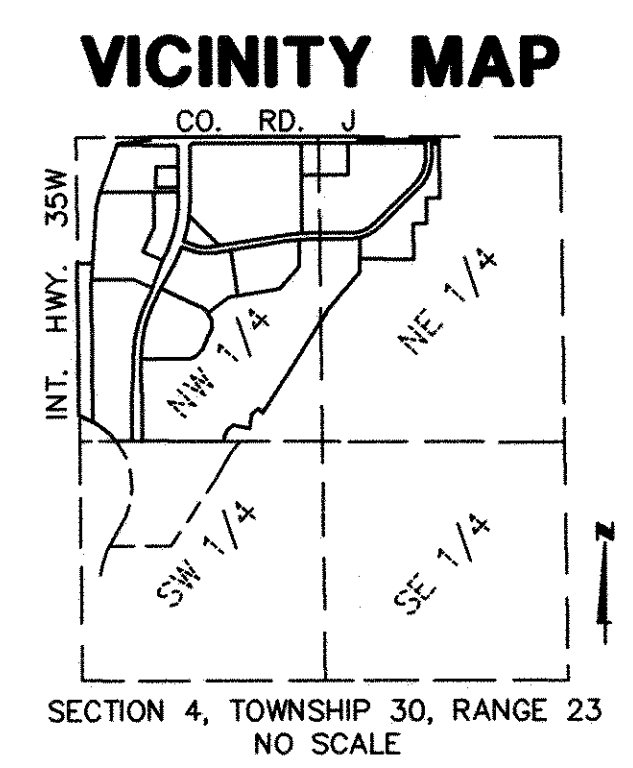 VICINITY MAP
CO. RD. J
INT. HWY. 35W
NW 1/4
NE 1/4
SW 1/4
SE 1/4
N
SECTION 4, TOWNSHIP 30, RANGE 23
NO SCALE